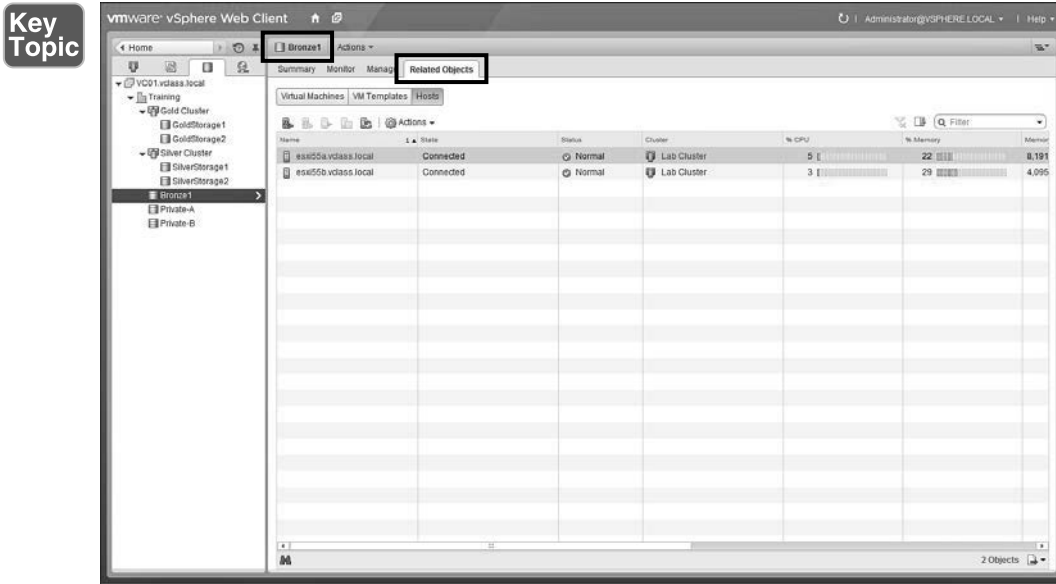 Key
Topic
vmware® vSphere Web Client
Administrator@VSPHERE.LOCAL
Help
Home
Bronze1 Actions
Summary Monitor Manage Related Objects
Virtual Machines VM Templates Hosts
Actions
Filter
Name 1 State Status Cluster % CPU % Memory Memor
esxi55a.vclass.local Connected Normal Lab Cluster 5 22 8,191
esxi55b.vclass.local Connected Normal Lab Cluster 3 29 4,095
VC01.vclass.local
Training
Gold Cluster
GoldStorage1
GoldStorage2
Silver Cluster
SilverStorage1
SilverStorage2
Bronze1
Private-A
Private-B
2 Objects